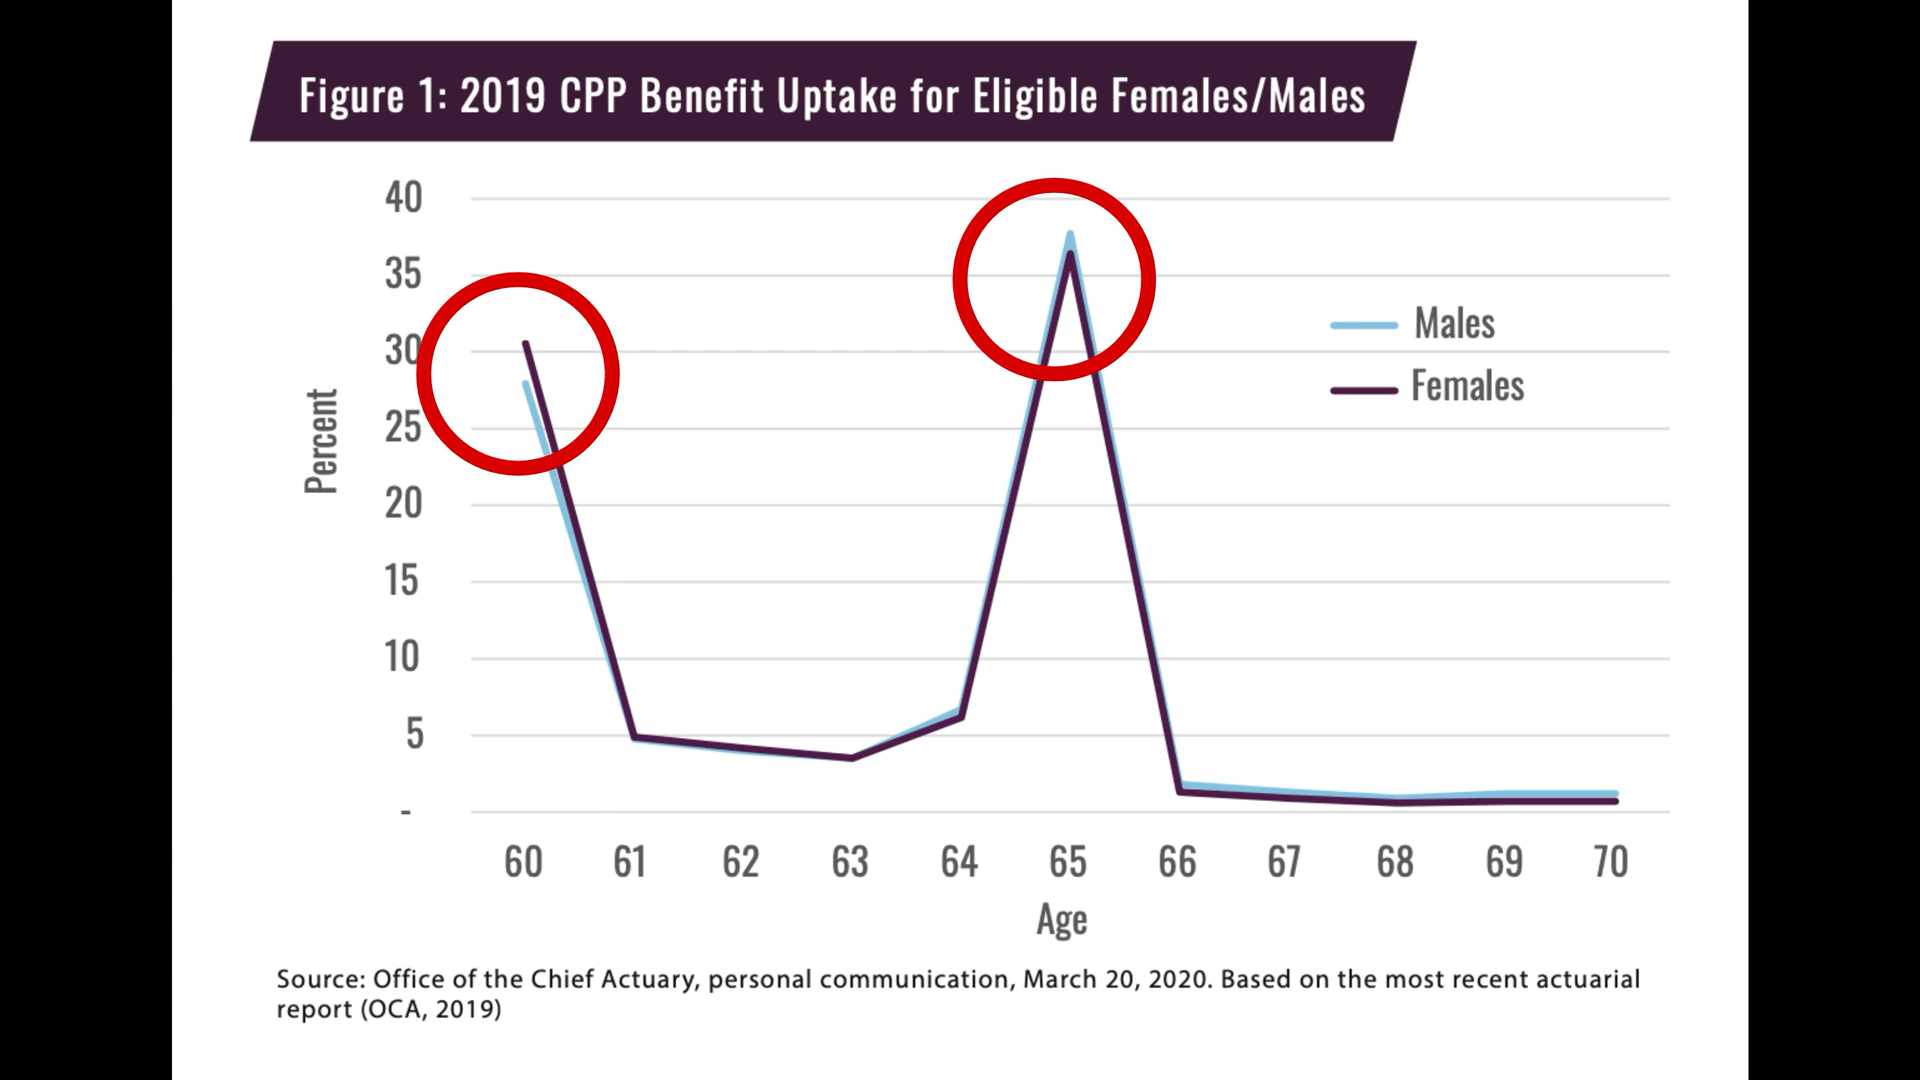 Figure 1: 2019 CPP Benefit Uptake for Eligible Females/Males
40
35
30
25
20
15
10
5
-
Percent
Males
Females
60 61 62 63 64 65 66 67 68 69 70
Age
Source: Office of the Chief Actuary, personal communication, March 20, 2020. Based on the most recent actuarial
report (OCA, 2019)